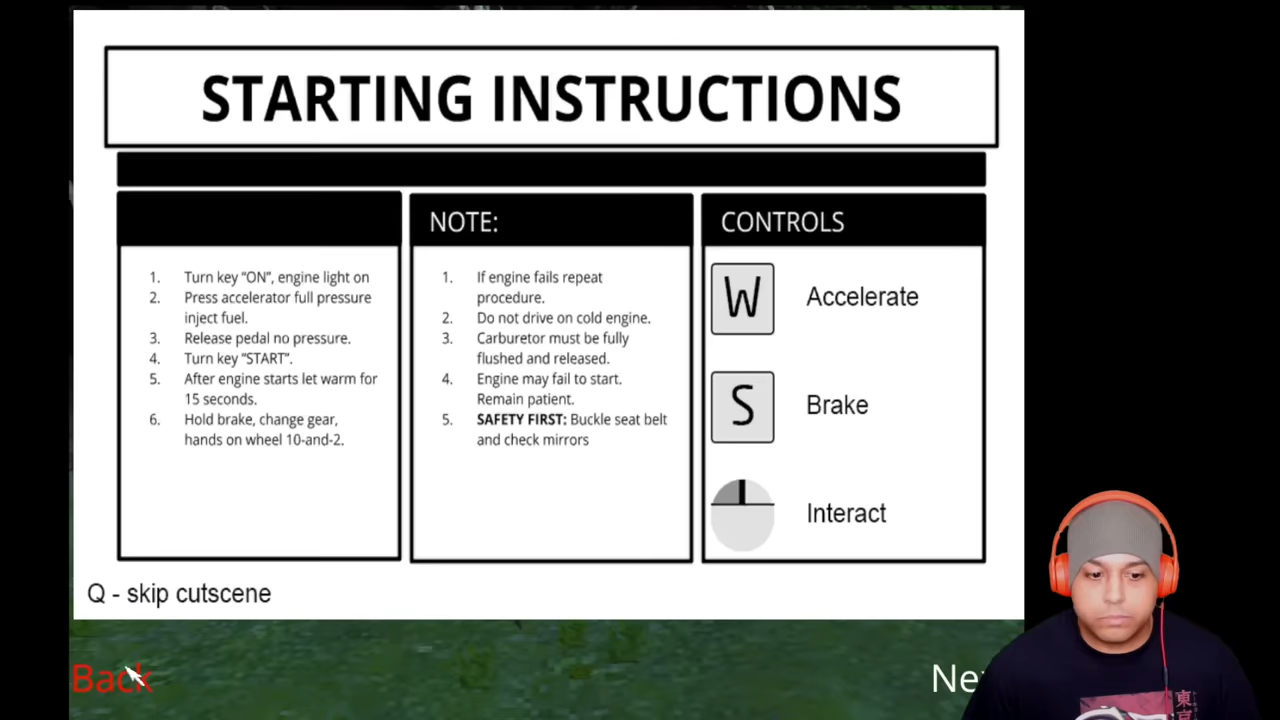 STARTING INSTRUCTIONS
NOTE:
CONTROLS
1. Turn key "ON", engine light on
2. Press accelerator full pressure
inject fuel.
3. Release pedal no pressure.
4. Turn key "START".
5. After engine starts let warm for
15 seconds.
6. Hold brake, change gear,
hands on wheel 10-and-2.
1. If engine fails repeat
procedure.
2. Do not drive on cold engine.
3. Carburetor must be fully
flushed and released.
4. Engine may fail to start.
Remain patient.
5. SAFETY FIRST: Buckle seat belt
and check mirrors
W Accelerate
S Brake
Interact
Q - skip cutscene
Back
東